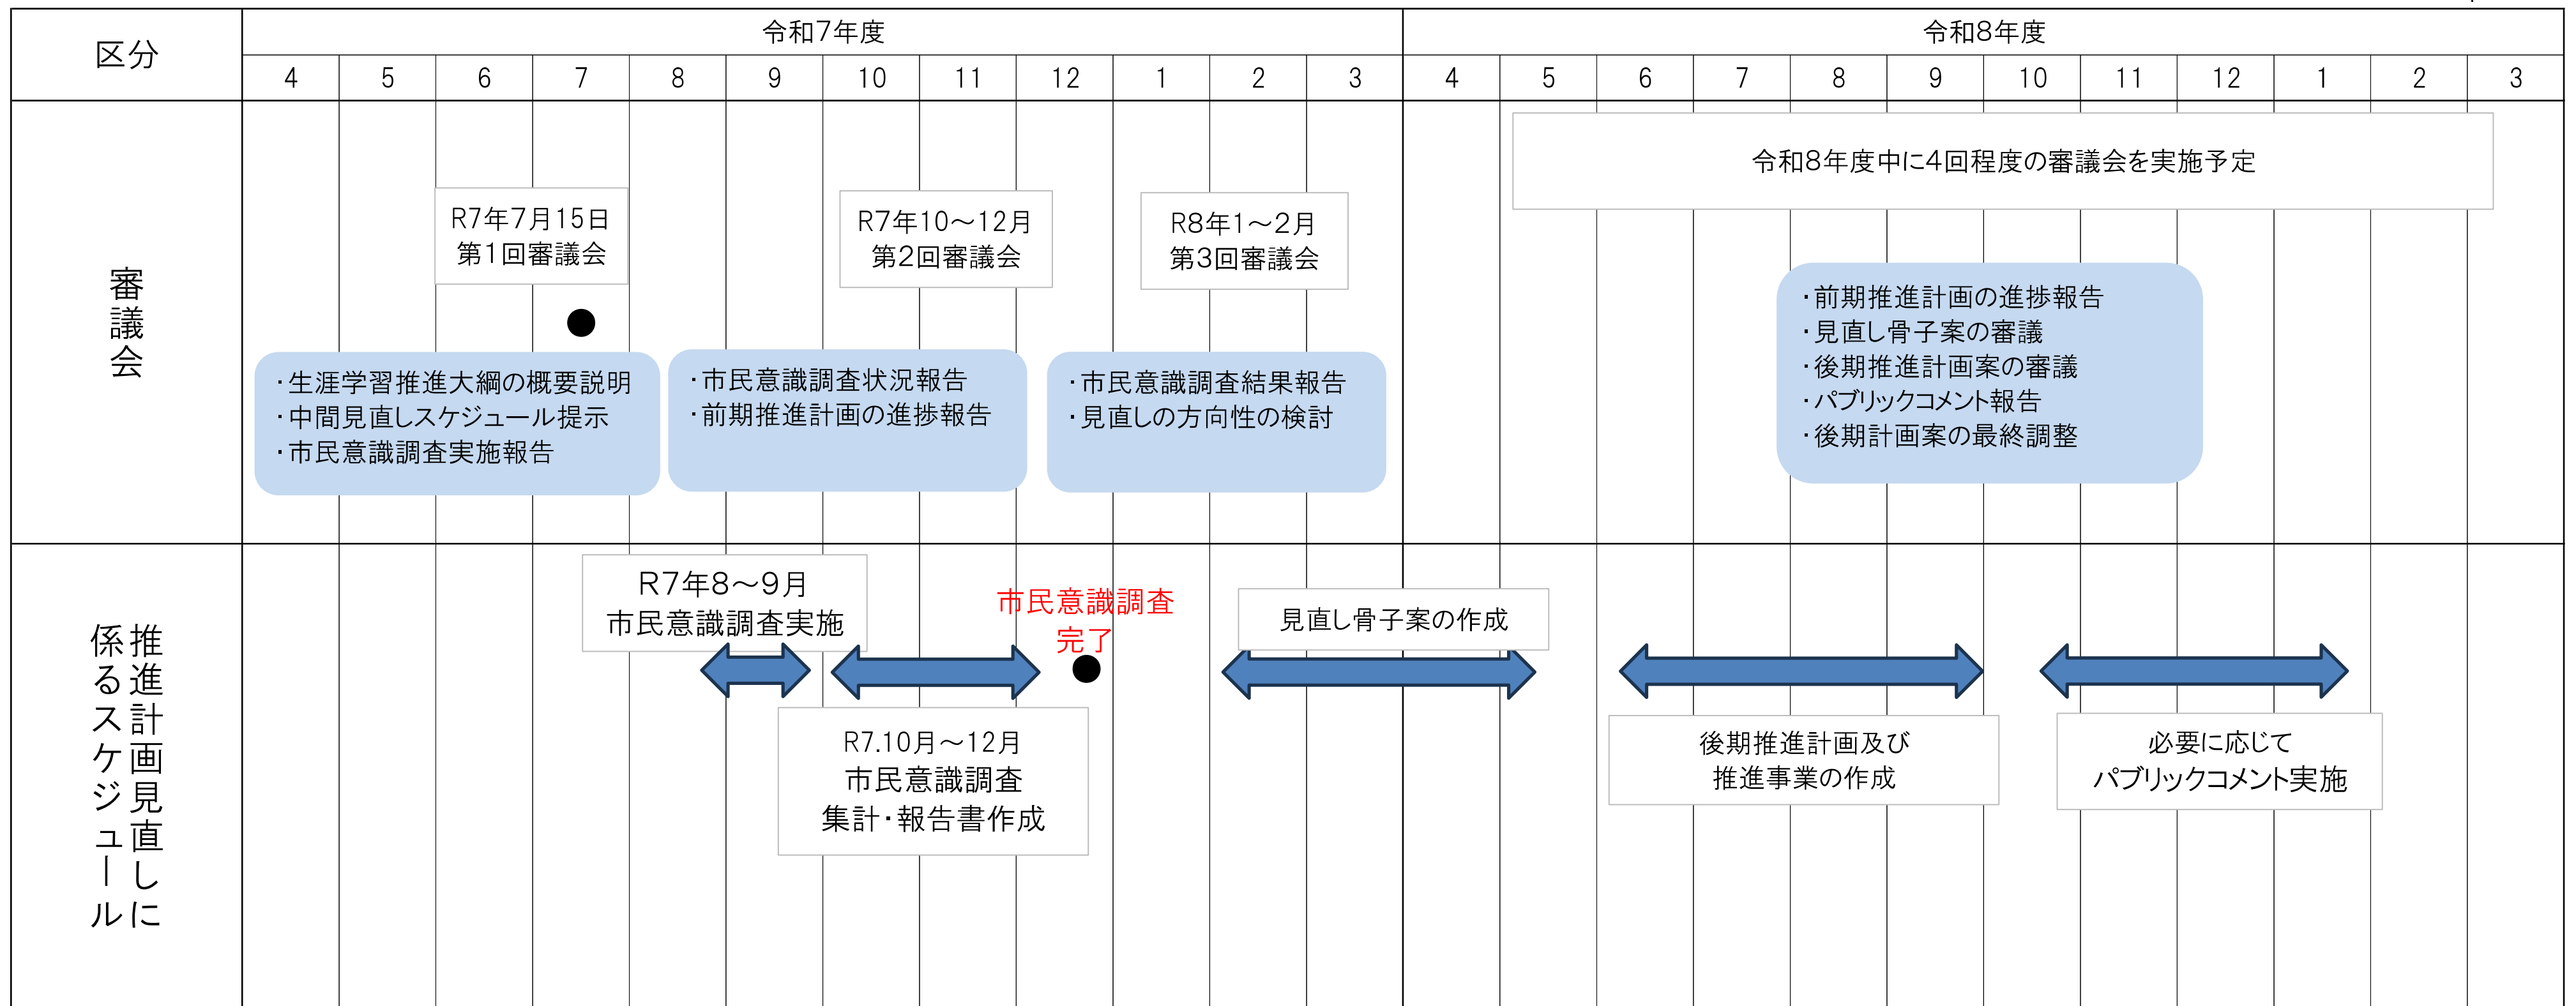 区分
令和7年度
令和8年度
4 5 6 7 8 9 10 11 12 1 2 3 4 5 6 7 8 9 10 11 12 1 2 3
審議会
R7年7月15日
第1回審議会
R7年10～12月
第2回審議会
R8年1～2月
第3回審議会
令和8年度中に4回程度の審議会を実施予定
・生涯学習推進大綱の概要説明
・中間見直しスケジュール提示
・市民意識調査実施報告
・市民意識調査状況報告
・前期推進計画の進捗報告
・市民意識調査結果報告
・見直しの方向性の検討
・前期推進計画の進捗報告
・見直し骨子案の審議
・後期推進計画案の審議
・パブリックコメント報告
・後期計画案の最終調整
推進計画見直しに
係るスケジュール
R7年8～9月
市民意識調査実施
市民意識調査
完了
見直し骨子案の作成
R7.10月～12月
市民意識調査
集計・報告書作成
後期推進計画及び
推進事業の作成
必要に応じて
パブリックコメント実施